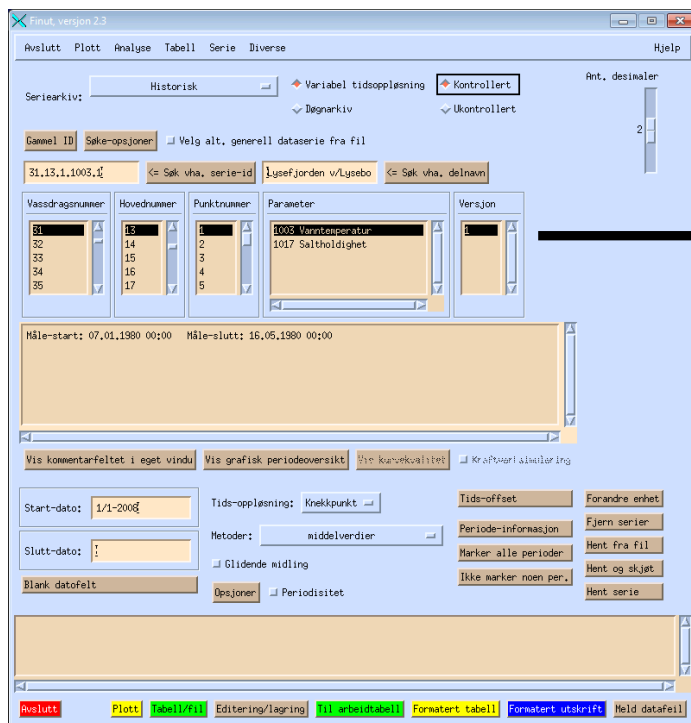 Finut, versjon 2.3
Avslutt Plott Analyse Tabell Serie Diverse Hjelp
Seriearkiv: Historisk Variabel tidsoppløsning Kontrollert Ant. desimaler
Døgnarkiv Ukontrollert
2
Gammel ID Søke-opsjoner Velg alt. generell dataserie fra fil
31.13.1.1003.1 <= Søk vha. serie-id Lysefjorden v/Lysebo <= Søk vha. delnavn
Vassdragsnummer Hovednummer Punktnummer Parameter Versjon
31 13 1 1003 Vanntemperatur 1
32 14 2 1017 Saltholdighet
33 15 3
34 16 4
35 17 5
Måle-start: 07.01.1980 00:00 Måle-slutt: 16.05.1980 00:00
Vis kommentarfeltet i eget vindu Vis grafisk periodeoversikt Vis kurvekvalitet Kraftverksimulering
Start-dato: 1/1-2008 Tids-oppløsning: Knekkpunkt Tids-offset Forandre enhet
Slutt-dato: Metoder: middelverdier Periode-informasjon Fjern serier
Glidende midling Marker alle perioder Hent fra fil
Blank datofelt Opsjoner Periodisitet Ikke marker noen per. Hent og skjøt
Hent serie
Avslutt Plott Tabell/fil Editering/lagring Til arbeidtabell Formatert tabell Formatert utskrift Meld datafeil